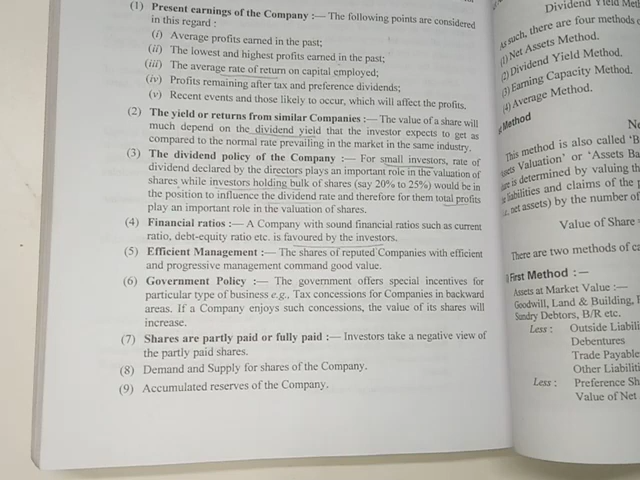 (1) Present earnings of the Company :— The following points are considered
in this regard :
(i) Average profits earned in the past;
(ii) The lowest and highest profits earned in the past;
(iii) The average rate of return on capital employed;
(iv) Profits remaining after tax and preference dividends;
(v) Recent events and those likely to occur, which will affect the profits.
(2) The yield or returns from similar Companies :— The value of a share will
much depend on the dividend yield that the investor expects to get as
compared to the normal rate prevailing in the market in the same industry.
(3) The dividend policy of the Company :— For small investors, rate of
dividend declared by the directors plays an important role in the valuation of
shares while investors holding bulk of shares (say 20% to 25%) would be in
the position to influence the dividend rate and therefore for them total profits
play an important role in the valuation of shares.
(4) Financial ratios :— A Company with sound financial ratios such as current
ratio, debt-equity ratio etc. is favoured by the investors.
(5) Efficient Management :— The shares of reputed Companies with efficient
and progressive management command good value.
(6) Government Policy :— The government offers special incentives for
particular type of business e.g., Tax concessions for Companies in backward
areas. If a Company enjoys such concessions, the value of its shares will
increase.
(7) Shares are partly paid or fully paid :— Investors take a negative view of
the partly paid shares.
(8) Demand and Supply for shares of the Company.
(9) Accumulated reserves of the Company.
Dividend Yield
As such, there are four methods
(1) Net Assets Method.
(2) Dividend Yield Method.
(3) Earning Capacity Method.
(4) Average Method.
Method
This method is also called
Valuation' or 'Assets
is determined by valuing
liabilities and claims of the
net assets) by the number of
Value of Share
There are two methods of
First Method :—
Assets at Market Value :—
Goodwill, Land & Building,
Sundry Debtors, B/R etc.
Less : Outside
Debentures
Trade
Other
Less : Preference
Value of Net